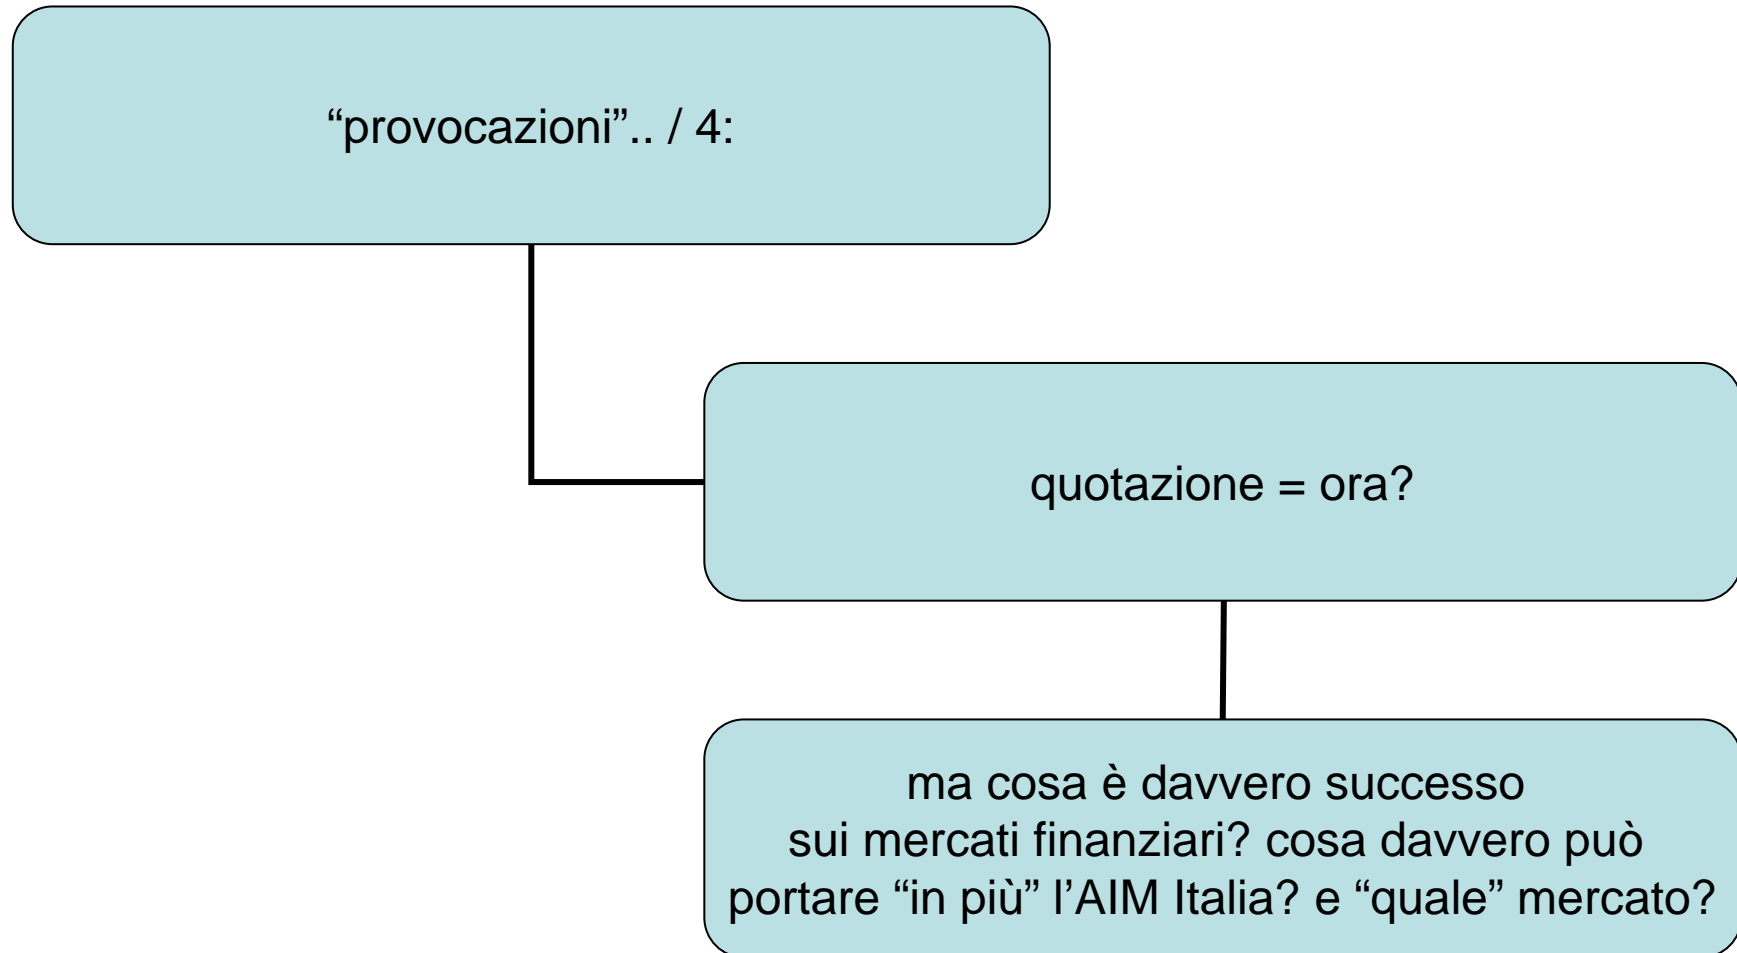 “provocazioni”.. / 4:
quotazione = ora?
ma cosa è davvero successo
sui mercati finanziari? cosa davvero può
portare “in più” l’AIM Italia? e “quale” mercato?